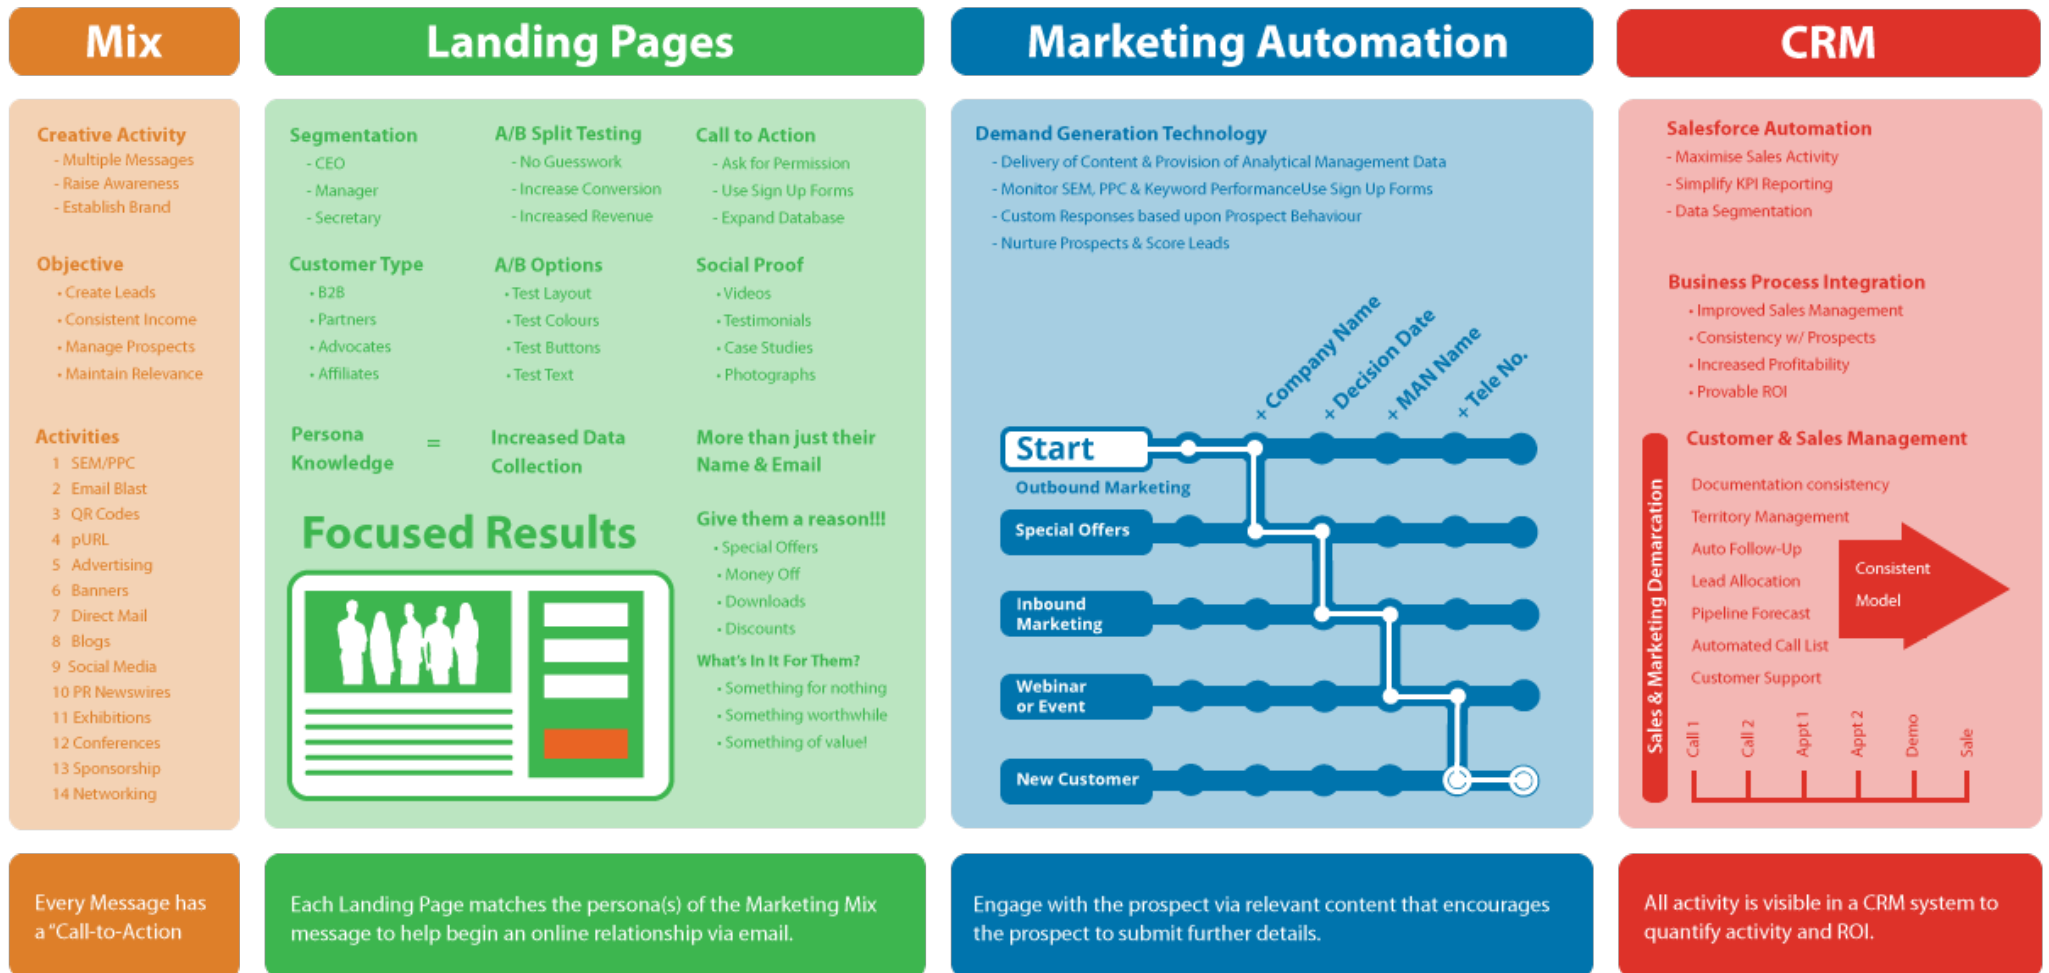 Mix
Creative Activity
- Multiple Messages
- Raise Awareness
- Establish Brand
Objective
• Create Leads
• Consistent Income
• Manage Prospects
• Maintain Relevance
Activities
1 SEM/PPC
2 Email Blast
3 QR Codes
4 pURL
5 Advertising
6 Banners
7 Direct Mail
8 Blogs
9 Social Media
10 PR Newswires
11 Exhibitions
12 Conferences
13 Sponsorship
14 Networking
Every Message has
a "Call-to-Action
Landing Pages
Segmentation
- CEO
- Manager
- Secretary
A/B Split Testing
- No Guesswork
- Increase Conversion
- Increased Revenue
Call to Action
- Ask for Permission
- Use Sign Up Forms
- Expand Database
Customer Type
• B2B
• Partners
• Advocates
• Affiliates
A/B Options
• Test Layout
• Test Colours
• Test Buttons
• Test Text
Social Proof
• Videos
• Testimonials
• Case Studies
• Photographs
Persona
Knowledge
=
Increased Data
Collection
More than just their
Name & Email
Focused Results
Give them a reason!!!
• Special Offers
• Money Off
• Downloads
• Discounts
What's In It For Them?
• Something for nothing
• Something worthwhile
• Something of value!
Each Landing Page matches the persona(s) of the Marketing Mix
message to help begin an online relationship via email.
Marketing Automation
Demand Generation Technology
- Delivery of Content & Provision of Analytical Management Data
- Monitor SEM, PPC & Keyword PerformanceUse Sign Up Forms
- Custom Responses based upon Prospect Behaviour
- Nurture Prospects & Score Leads
+ Company Name
+ Decision Date
+ MAN Name
+ Tele No.
Start
Outbound Marketing
Special Offers
Inbound
Marketing
Webinar
or Event
New Customer
Engage with the prospect via relevant content that encourages
the prospect to submit further details.
CRM
Salesforce Automation
- Maximise Sales Activity
- Simplify KPI Reporting
- Data Segmentation
Business Process Integration
• Improved Sales Management
• Consistency w/ Prospects
• Increased Profitability
• Provable ROI
Sales & Marketing Demarcation
Customer & Sales Management
Documentation consistency
Territory Management
Auto Follow-Up
Lead Allocation
Pipeline Forecast
Automated Call List
Customer Support
Consistent
Model
Call 1
Call 2
Appt 1
Appt 2
Demo
Sale
All activity is visible in a CRM system to
quantify activity and ROI.